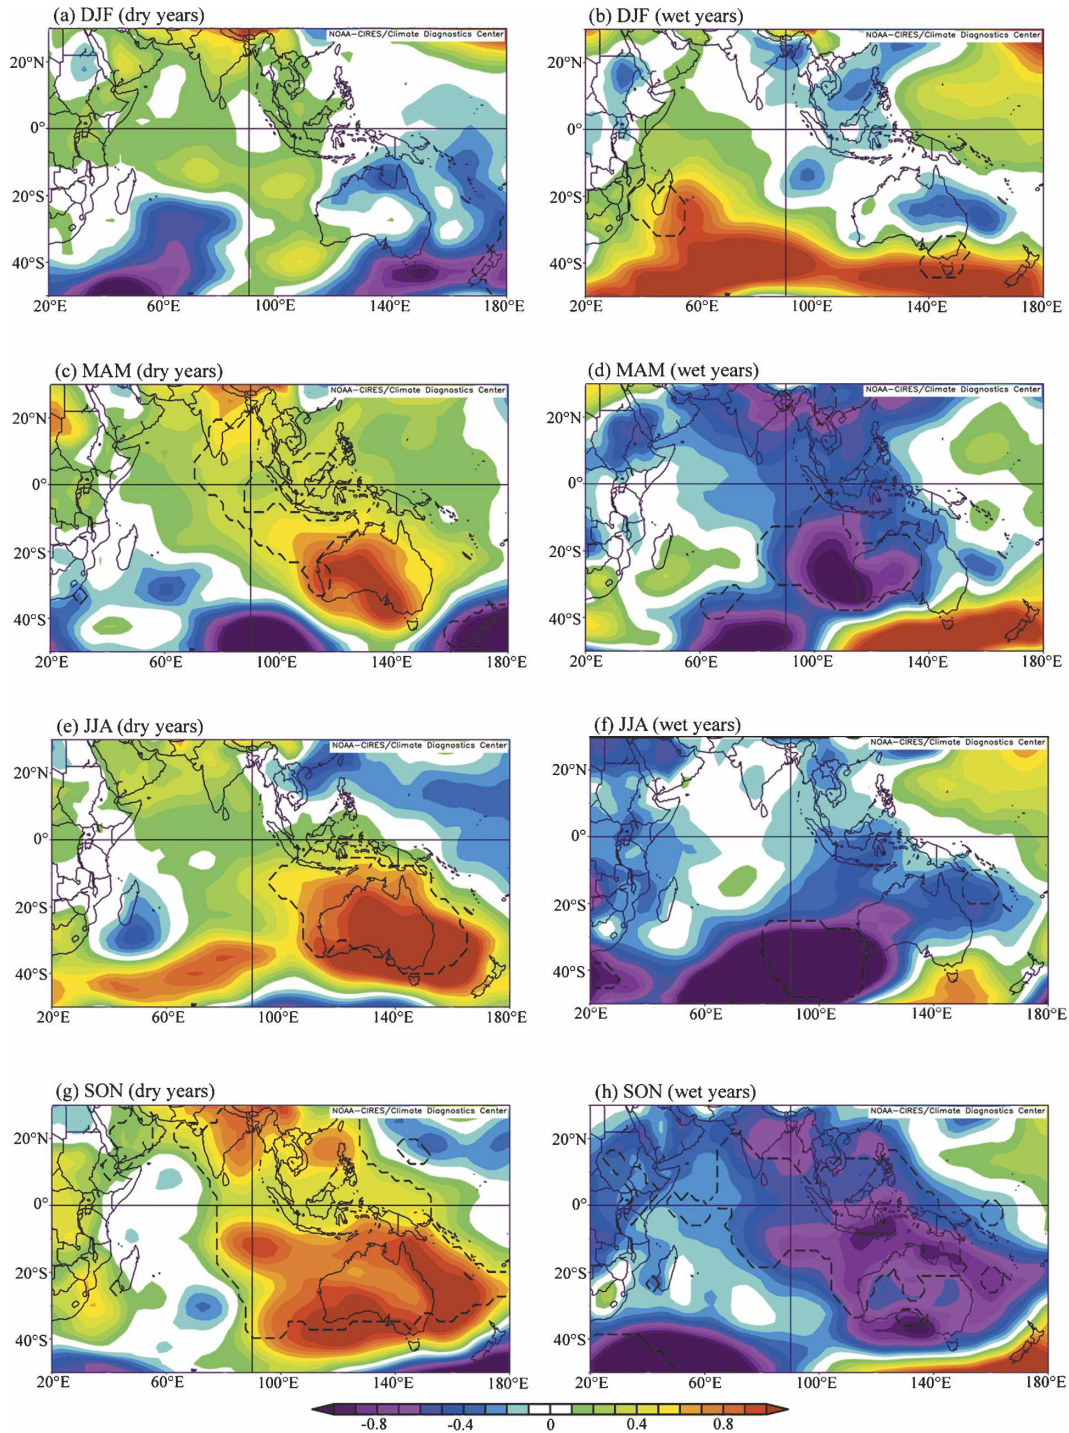 (a) DJF (dry years)
NOAA-CIRES/Climate Diagnostics Center
20°N
0°
20°S
40°S
20°E 60°E 100°E 140°E 180°E
(b) DJF (wet years)
NOAA-CIRES/Climate Diagnostics Center
20°N
0°
20°S
40°S
20°E 60°E 100°E 140°E 180°E
(c) MAM (dry years)
NOAA-CIRES/Climate Diagnostics Center
20°N
0°
20°S
40°S
20°E 60°E 100°E 140°E 180°E
(d) MAM (wet years)
NOAA-CIRES/Climate Diagnostics Center
20°N
0°
20°S
40°S
20°E 60°E 100°E 140°E 180°E
(e) JJA (dry years)
NOAA-CIRES/Climate Diagnostics Center
20°N
0°
20°S
40°S
20°E 60°E 100°E 140°E 180°E
(f) JJA (wet years)
NOAA-CIRES/Climate Diagnostics Center
20°N
0°
20°S
40°S
20°E 60°E 100°E 140°E 180°E
(g) SON (dry years)
NOAA-CIRES/Climate Diagnostics Center
20°N
0°
20°S
40°S
20°E 60°E 100°E 140°E 180°E
(h) SON (wet years)
NOAA-CIRES/Climate Diagnostics Center
20°N
0°
20°S
40°S
20°E 60°E 100°E 140°E 180°E
-0.8 -0.4 0 0.4 0.8